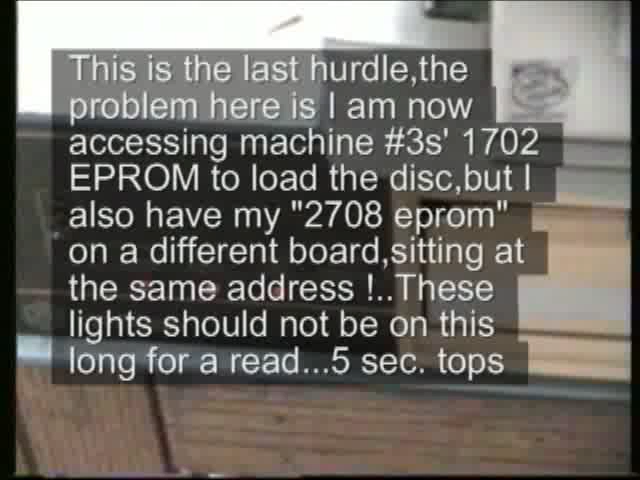 This is the last hurdle,the
problem here is I am now
accessing machine #3s' 1702
EPROM to load the disc,but I
also have my "2708 eprom"
on a different board,sitting at
the same address !..These
lights should not be on this
long for a read...5 sec. tops